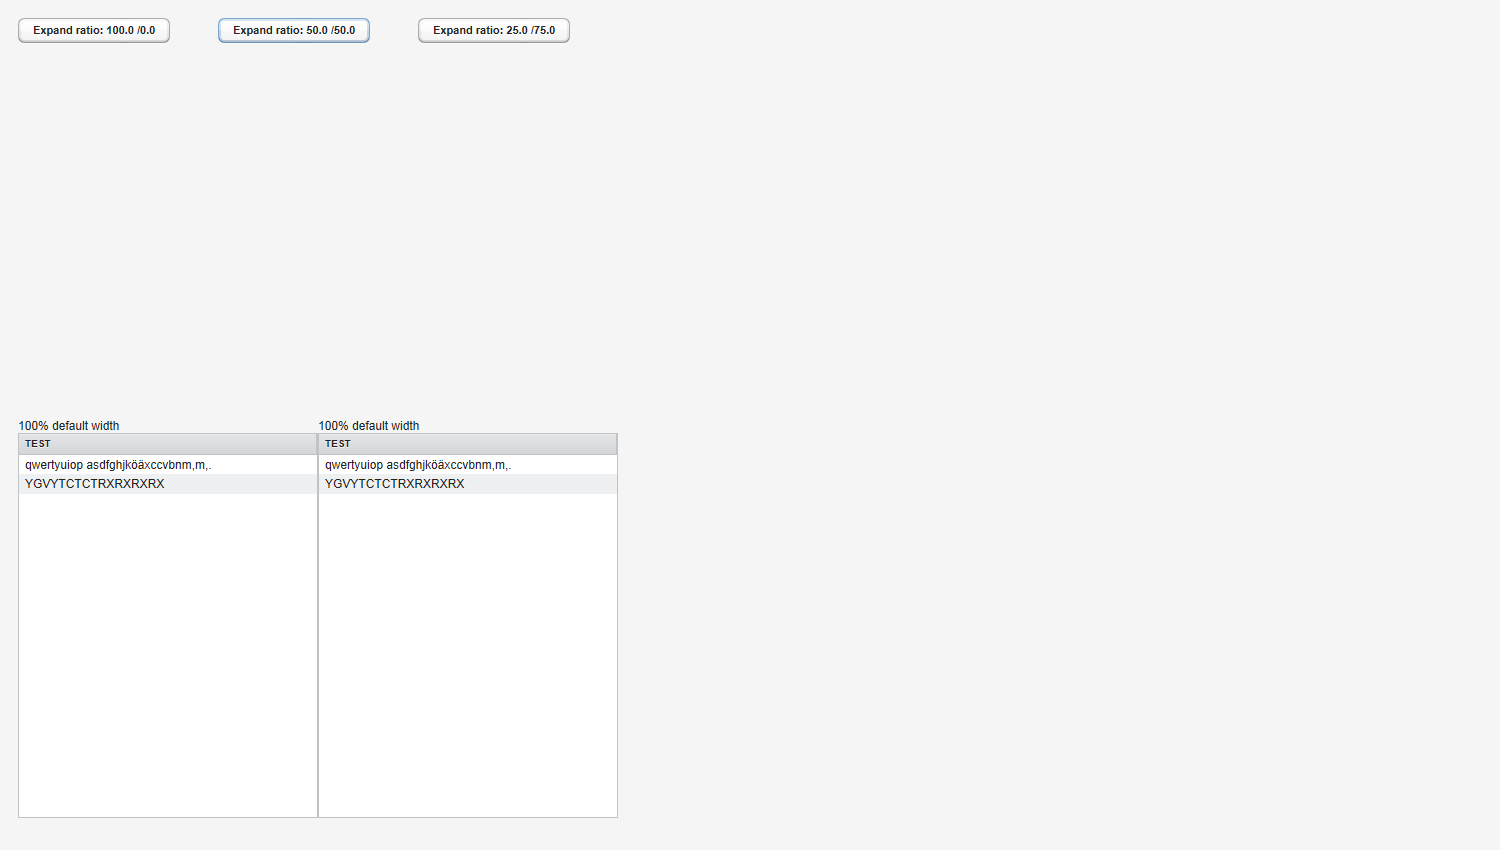 Expand ratio: 100.0 /0.0
Expand ratio: 50.0 /50.0
Expand ratio: 25.0 /75.0
100% default width
100% default width
TEST
TEST
qwertyuiop asdfghjköäxccvbnm,m,.
qwertyuiop asdfghjköäxccvbnm,m,.
YGVYTCTCTRXRXRXRX
YGVYTCTCTRXRXRXRX